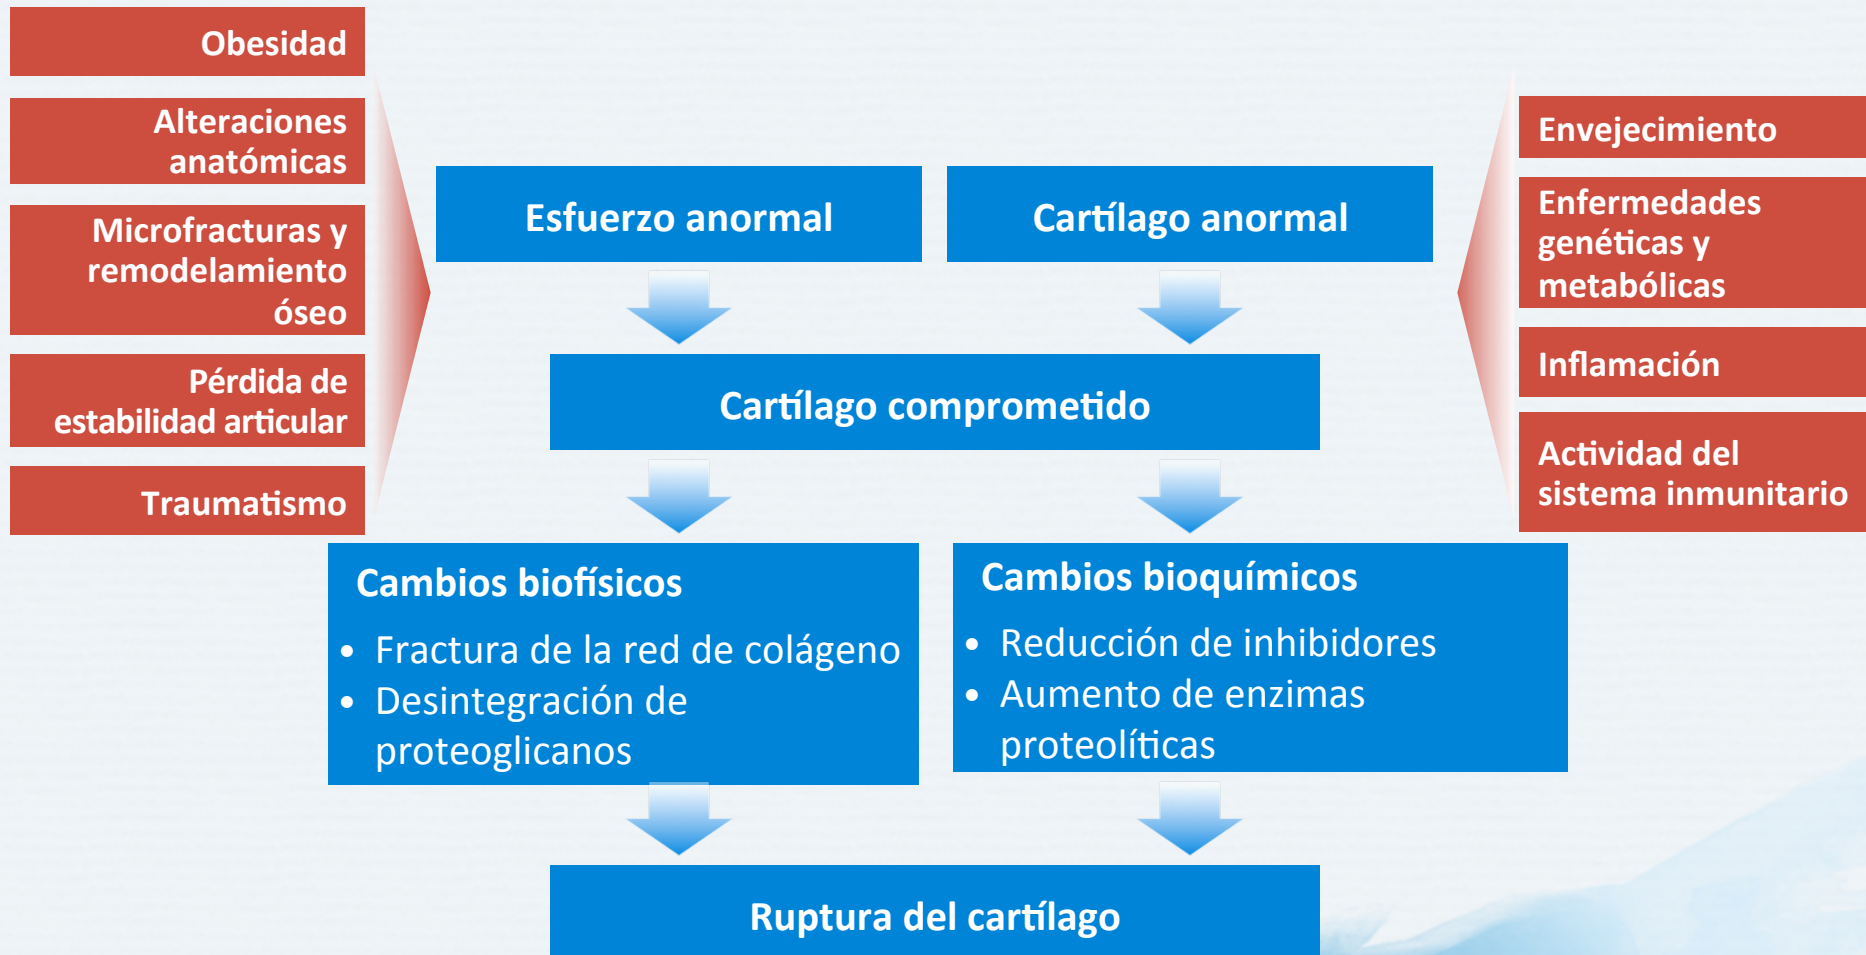 Obesidad
Alteraciones
anatómicas
Microfracturas y
remodelamiento
óseo
Pérdida de
estabilidad articular
Traumatismo
Esfuerzo anormal
Cartílago anormal
Cartílago comprometido
Cambios biofísicos
• Fractura de la red de colágeno
• Desintegración de
proteoglicanos
Cambios bioquímicos
• Reducción de inhibidores
• Aumento de enzimas
proteolíticas
Ruptura del cartílago
Envejecimiento
Enfermedades
genéticas y
metabólicas
Inflamación
Actividad del
sistema inmunitario